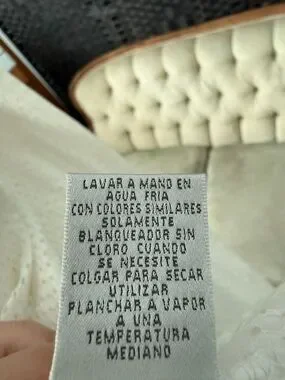 LAVAR A MANO EN
AGUA FRIA
CON COLORES SIMILARES
SOLAMENTE
BLANQUEADOR SIN
CLORO CUANDO
SE NECESITE
COLGAR PARA SECAR
UTILIZAR
PLANCHAR A VAPOR
A UNA
TEMPERATURA
MEDIANO